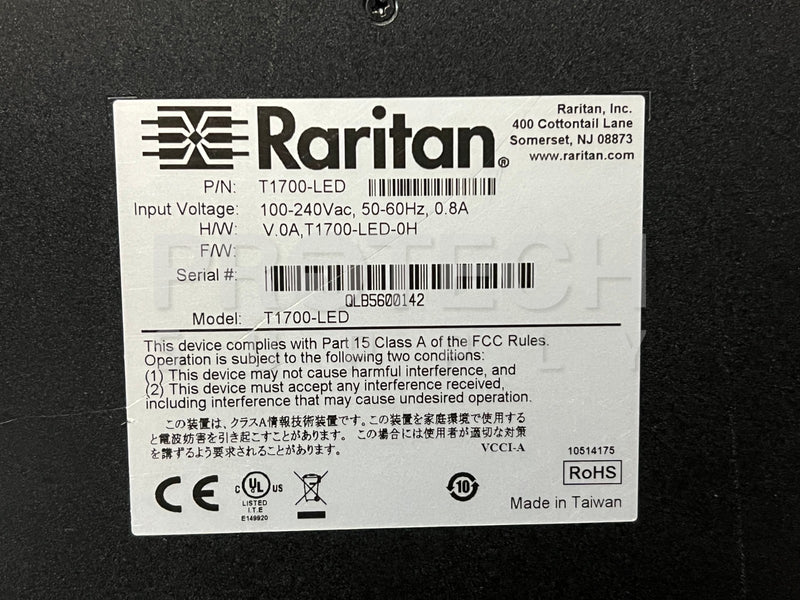 Raritan®
Raritan, Inc.
400 Cottontail Lane
Somerset, NJ 08873
www.raritan.com
P/N: T1700-LED
Input Voltage: 100-240Vac, 50-60Hz, 0.8A
H/W: V.0A,T1700-LED-0H
F/W:
Serial #:
QLB5600142
Model: T1700-LED
This device complies with Part 15 Class A of the FCC Rules.
Operation is subject to the following two conditions:
(1) This device may not cause harmful interference, and
(2) This device must accept any interference received,
including interference that may cause undesired operation.
この装置は、クラスA情報技術装置です。この装置を家庭環境で使用する
と電波妨害を引き起こすことがあります。この場合には使用者が適切な対策
を講ずるよう要求されることがあります。 VCCI-A
10514175
CE
c UL US
LISTED
I.T.E
E149920
10
RoHS
Made in Taiwan